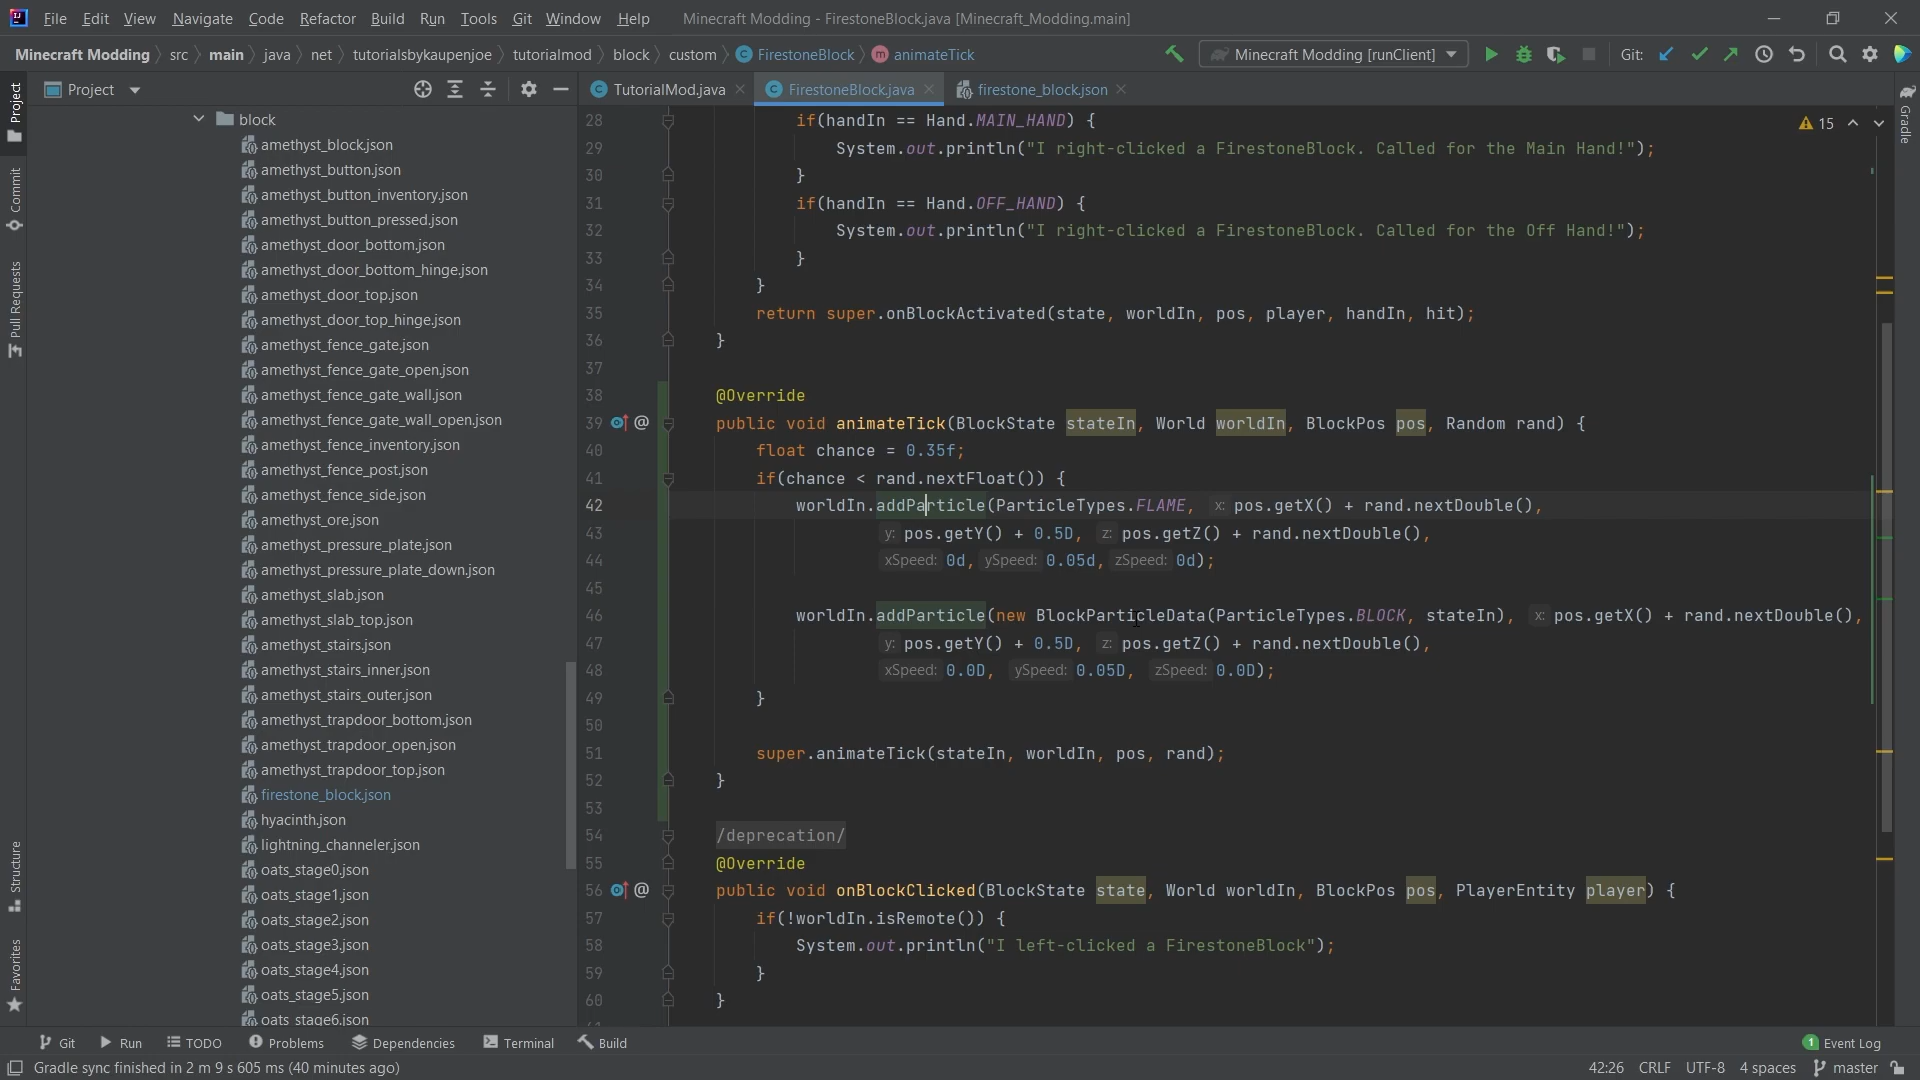 File Edit View Navigate Code Refactor Build Run Tools Git Window Help Minecraft Modding - FirestoneBlock.java [Minecraft_Modding.main]
Minecraft Modding src main java net tutorialsbykaupenjoe tutorialmod block custom FirestoneBlock animateTick Minecraft Modding [runClient] Git:
Project TutorialMod.java FirestoneBlock.java firestone_block.json
Project
Commit
Pull Requests
Structure
Favorites
block
amethyst_block.json
amethyst_button.json
amethyst_button_inventory.json
amethyst_button_pressed.json
amethyst_door_bottom.json
amethyst_door_bottom_hinge.json
amethyst_door_top.json
amethyst_door_top_hinge.json
amethyst_fence_gate.json
amethyst_fence_gate_open.json
amethyst_fence_gate_wall.json
amethyst_fence_gate_wall_open.json
amethyst_fence_inventory.json
amethyst_fence_post.json
amethyst_fence_side.json
amethyst_ore.json
amethyst_pressure_plate.json
amethyst_pressure_plate_down.json
amethyst_slab.json
amethyst_slab_top.json
amethyst_stairs.json
amethyst_stairs_inner.json
amethyst_stairs_outer.json
amethyst_trapdoor_bottom.json
amethyst_trapdoor_open.json
amethyst_trapdoor_top.json
firestone_block.json
hyacinth.json
lightning_channeler.json
oats_stage0.json
oats_stage1.json
oats_stage2.json
oats_stage3.json
oats_stage4.json
oats_stage5.json
oats_stage6.json
28 if(handIn == Hand.MAIN_HAND) {
29 System.out.println("I right-clicked a FirestoneBlock. Called for the Main Hand!");
30 }
31 if(handIn == Hand.OFF_HAND) {
32 System.out.println("I right-clicked a FirestoneBlock. Called for the Off Hand!");
33 }
34 }
35 return super.onBlockActivated(state, worldIn, pos, player, handIn, hit);
36 }
37
38 @Override
39 @ public void animateTick(BlockState stateIn, World worldIn, BlockPos pos, Random rand) {
40 float chance = 0.35f;
41 if(chance < rand.nextFloat()) {
42 worldIn.addParticle(ParticleTypes.FLAME, x: pos.getX() + rand.nextDouble(),
43 y: pos.getY() + 0.5D, z: pos.getZ() + rand.nextDouble(),
44 xSpeed: 0d, ySpeed: 0.05d, zSpeed: 0d);
45
46 worldIn.addParticle(new BlockParticleData(ParticleTypes.BLOCK, stateIn), x: pos.getX() + rand.nextDouble(),
47 y: pos.getY() + 0.5D, z: pos.getZ() + rand.nextDouble(),
48 xSpeed: 0.0D, ySpeed: 0.05D, zSpeed: 0.0D);
49 }
50
51 super.animateTick(stateIn, worldIn, pos, rand);
52 }
53
54 /deprecation/
55 @Override
56 @ public void onBlockClicked(BlockState state, World worldIn, BlockPos pos, PlayerEntity player) {
57 if(!worldIn.isRemote()) {
58 System.out.println("I left-clicked a FirestoneBlock");
59 }
60 }
15
Gradle
Git Run TODO Problems Dependencies Terminal Build 1 Event Log
Gradle sync finished in 2 m 9 s 605 ms (40 minutes ago) 42:26 CRLF UTF-8 4 spaces master